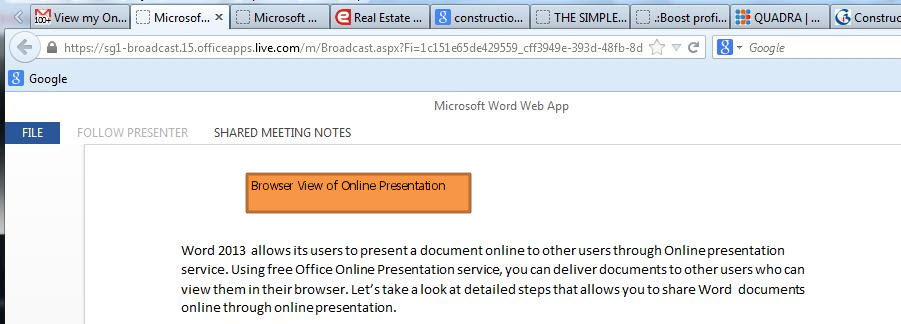 100+ View my On... Microsof... × Microsoft ... Real Estate ... constructio... THE SIMPLE... .:Boost profi... QUADRA | ... Construc
https://sg1-broadcast.15.officeapps.live.com/m/Broadcast.aspx?Fi=1c151e65de429559_cff3949e-393d-48fb-8d Google
Google
Microsoft Word Web App
FILE FOLLOW PRESENTER SHARED MEETING NOTES
Browser View of Online Presentation
Word 2013 allows its users to present a document online to other users through Online presentation
service. Using free Office Online Presentation service, you can deliver documents to other users who can
view them in their browser. Let's take a look at detailed steps that allows you to share Word documents
online through online presentation.